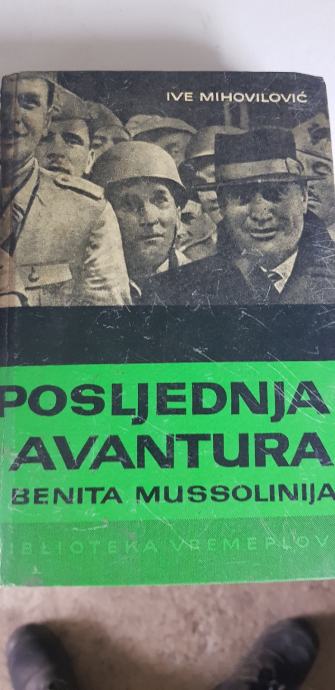 IVE MIHOVILOVIĆ
POSLJEDNJA
AVANTURA
BENITA MUSSOLINIJA
BIBLIOTEKA VREMEPLOV